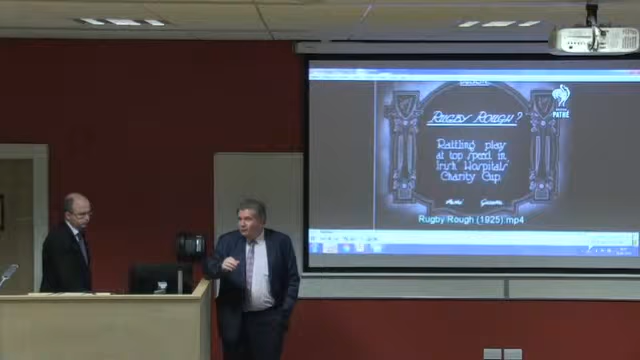 PATHÉ
RUGBY ROUGH?
Rattling play
at top speed in
Irish Hospitals'
Charity Cup
Rugby Rough (1925).mp4